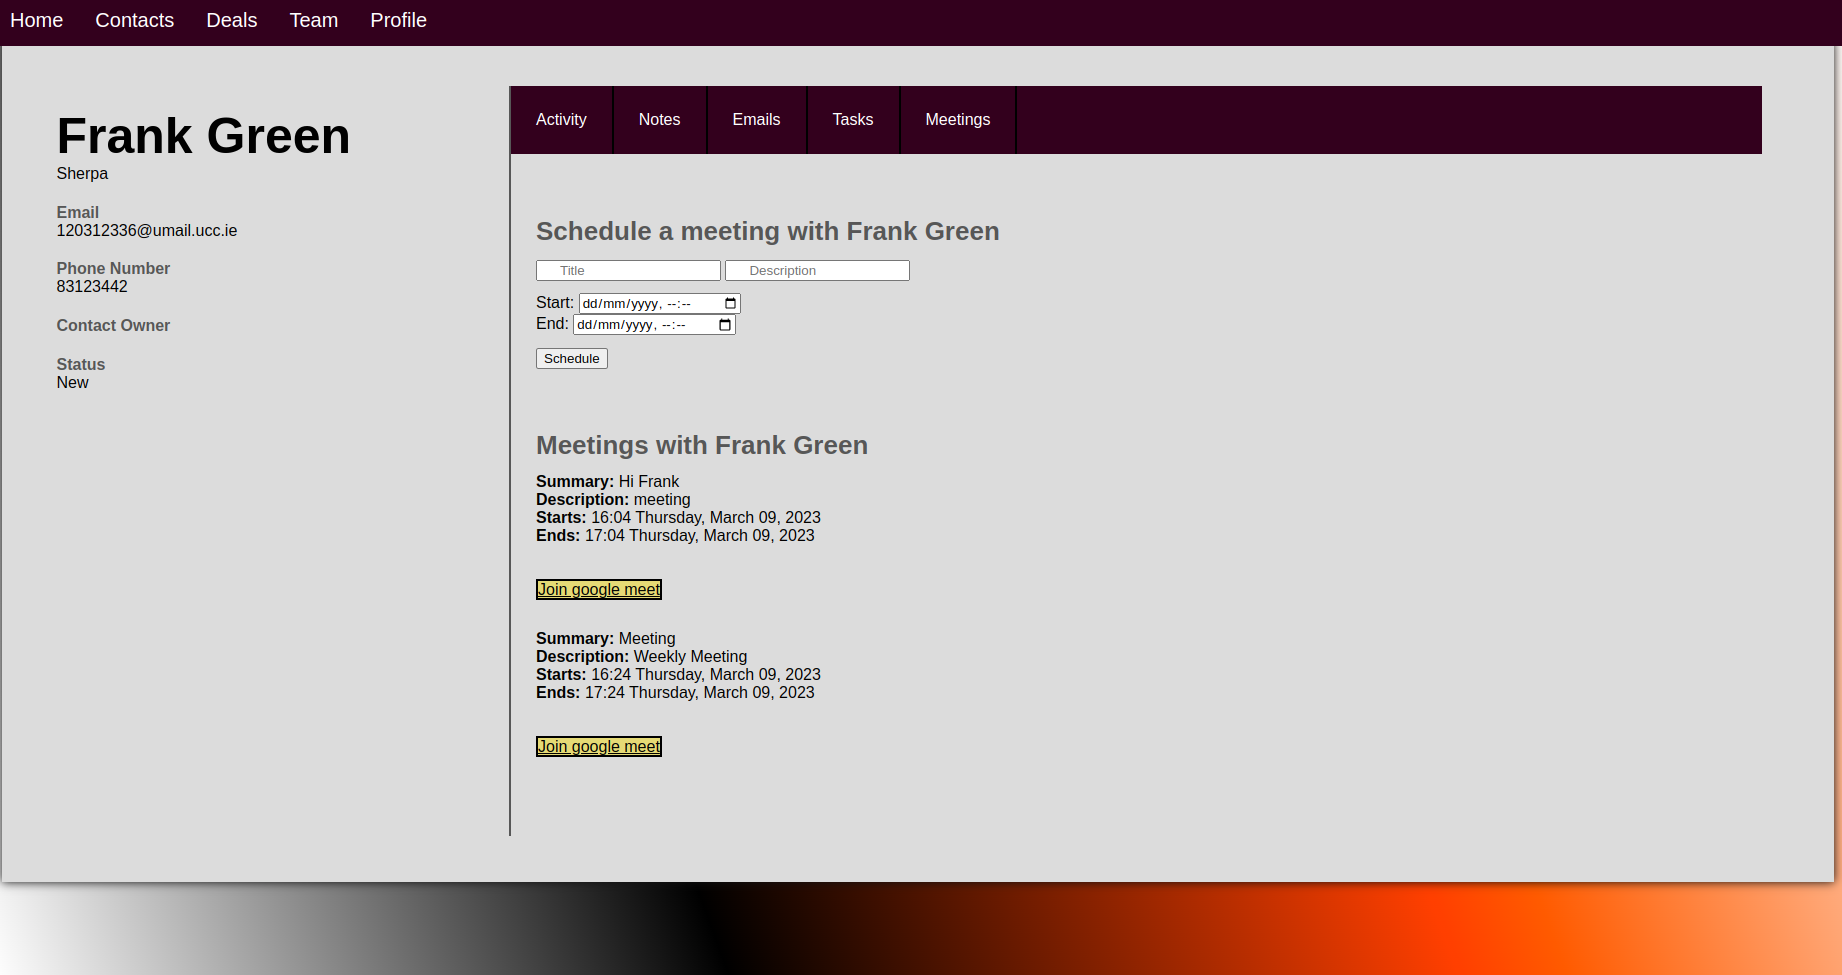 Home Contacts Deals Team Profile
Frank Green
Sherpa
Email
120312336@umail.ucc.ie
Phone Number
83123442
Contact Owner
Status
New
Activity Notes Emails Tasks Meetings
Schedule a meeting with Frank Green
Title Description
Start: dd/mm/yyyy, --:--
End: dd/mm/yyyy, --:--
Schedule
Meetings with Frank Green
Summary: Hi Frank
Description: meeting
Starts: 16:04 Thursday, March 09, 2023
Ends: 17:04 Thursday, March 09, 2023
Join google meet
Summary: Meeting
Description: Weekly Meeting
Starts: 16:24 Thursday, March 09, 2023
Ends: 17:24 Thursday, March 09, 2023
Join google meet